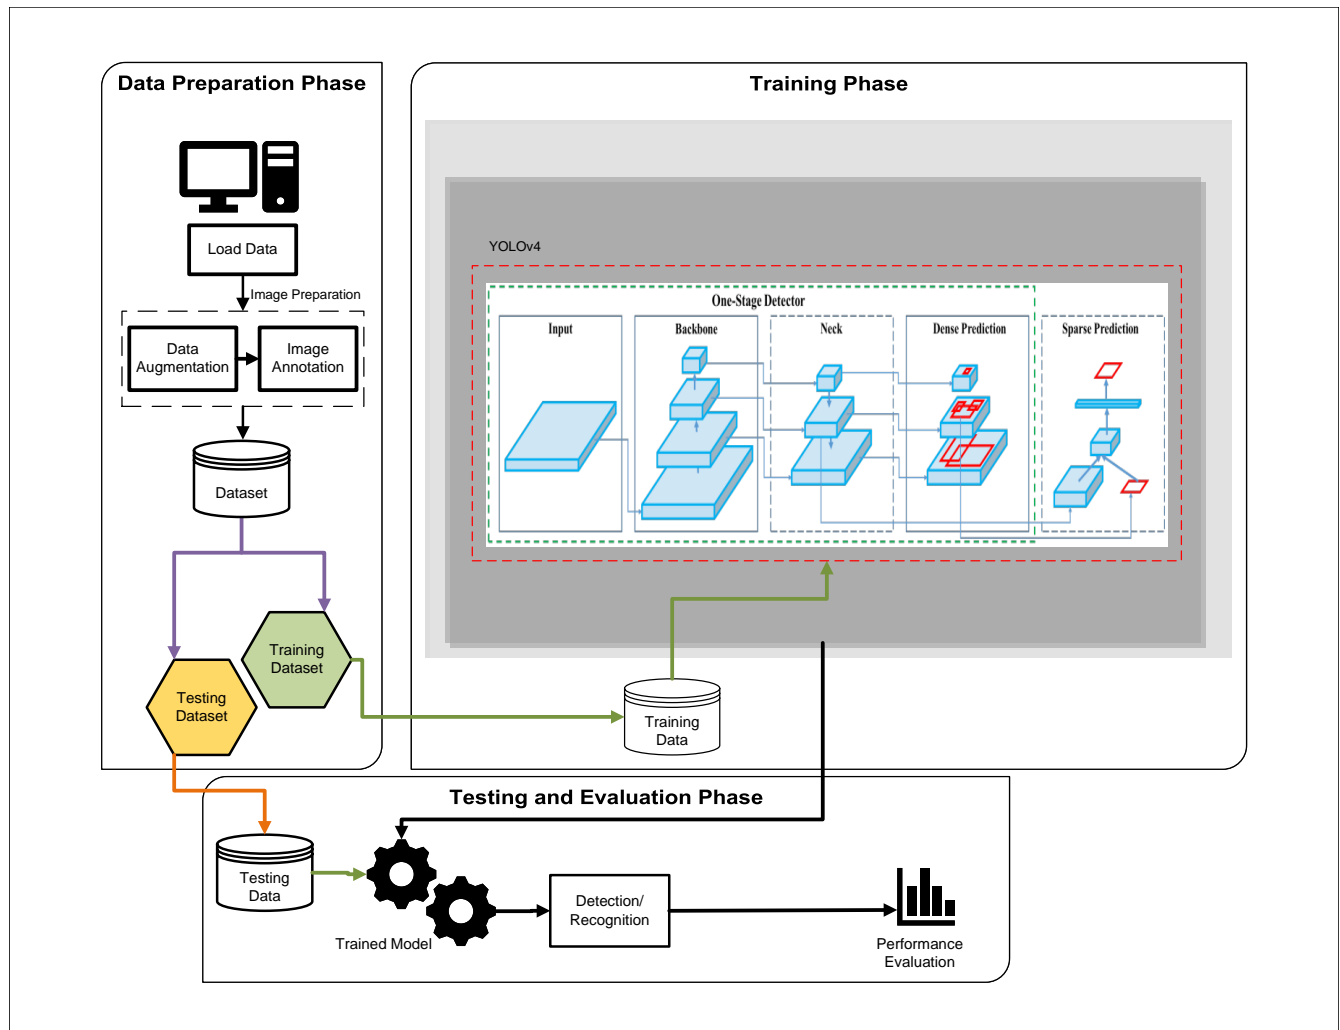 Data Preparation Phase
Load Data
Image Preparation
Data
Augmentation
Image
Annotation
Dataset
Training
Dataset
Testing
Dataset
Training Phase
YOLOv4
One-Stage Detector
Input
Backbone
Neck
Dense Prediction
Sparse Prediction
Training
Data
Testing and Evaluation Phase
Testing
Data
Trained Model
Detection/
Recognition
Performance
Evaluation